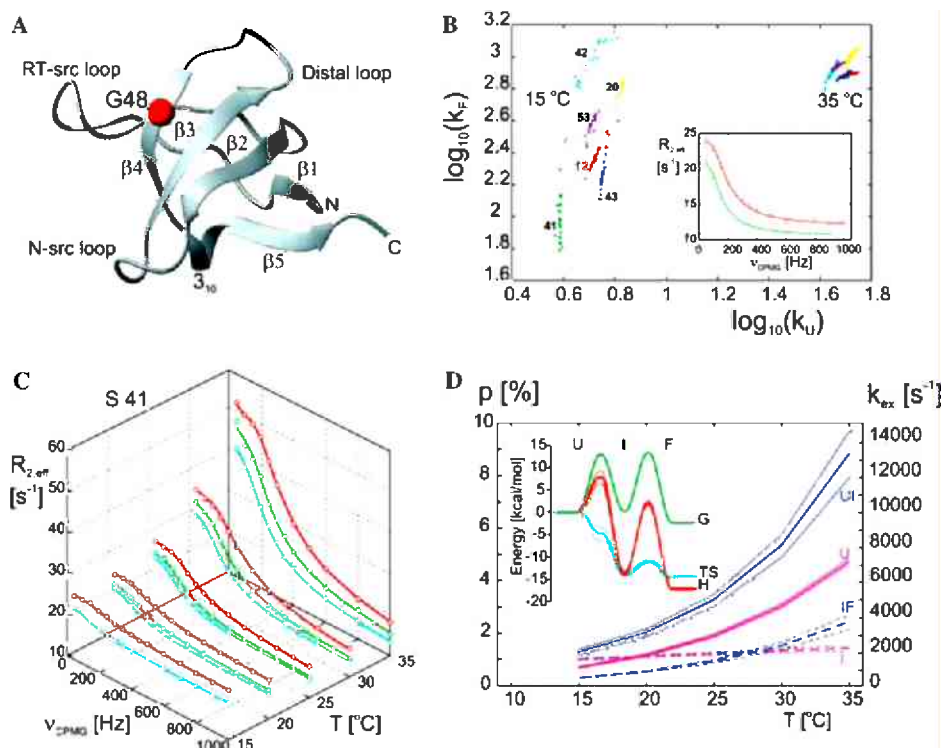 A
RT-src loop
G48
Distal loop
β3
β2
β4
β1
N
N-src loop
β5
C
3₁₀
B
log₁₀(k_F)
3.2
3.0
2.8
2.6
2.4
2.2
2.0
1.8
1.6
42
15 °C
20
53
12
43
41
35 °C
R₂,eff
[s⁻¹]
25
20
15
10
0 200 400 600 800 1000
ν_CPMG [Hz]
0.4 0.6 0.8 1 1.2 1.4 1.6 1.8
log₁₀(k_U)
C
S 41
R₂,eff
[s⁻¹]
60
50
40
30
20
10
0
200
400
600
800
1000
ν_CPMG [Hz]
15
20
25
30
35
T [°C]
D
p [%]
k_ex [s⁻¹]
10
8
6
4
2
0
14000
12000
10000
8000
6000
4000
2000
0
U I F
Energy [kcal/mol]
15
10
5
0
-5
-10
-15
-20
G
TS
H
UI
U
IF
I
10 15 20 25 30 35
T [°C]